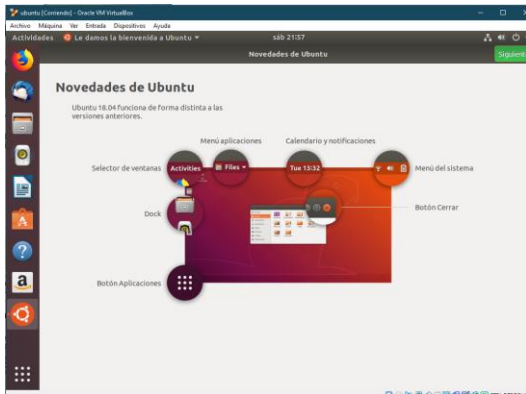 ubuntu [Corriendo] - Oracle VM VirtualBox
Archivo Máquina Ver Entrada Dispositivos Ayuda
Actividades Le damos la bienvenida a Ubuntu sáb 21:57
Novedades de Ubuntu Siguiente
Novedades de Ubuntu
Ubuntu 18.04 funciona de forma distinta a las
versiones anteriores.
Menú aplicaciones Calendario y notificaciones
Selector de ventanas Activities Files Tue 13:32 Menú del sistema
Dock Botón Cerrar
Botón Aplicaciones
a